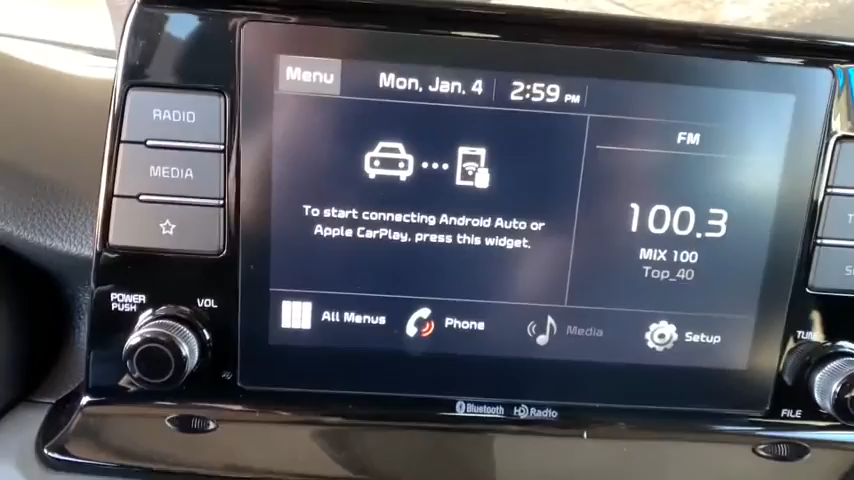 Menu
Mon, Jan. 4
2:59 PM
RADIO
MEDIA
FM
To start connecting Android Auto or
Apple CarPlay, press this widget.
100.3
MIX 100
Top_40
POWER
PUSH
VOL
All Menus
Phone
Media
Setup
TUNE
FILE
Bluetooth
HD Radio